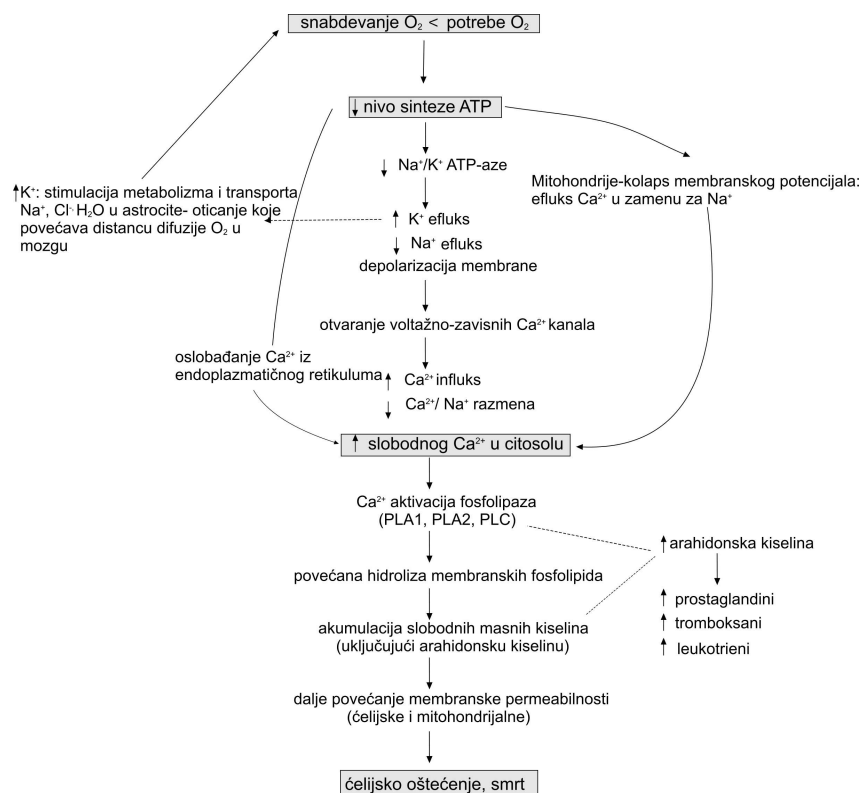 snabdevanje O₂ < potrebe O₂
↓ nivo sinteze ATP
↓ Na⁺/K⁺ ATP-aze
↑K⁺: stimulacija metabolizma i transporta
Na⁺, Cl⁻ H₂O u astrocite- oticanje koje
povećava distancu difuzije O₂ u
mozgu
Mitohondrije-kolaps membranskog potencijala:
efluks Ca²⁺ u zamenu za Na⁺
↑ K⁺ efluks
↓ Na⁺ efluks
depolarizacija membrane
otvaranje voltažno-zavisnih Ca²⁺ kanala
oslobađanje Ca²⁺ iz
endoplazmatičnog retikuluma
↑ Ca²⁺ influks
↓ Ca²⁺/ Na⁺ razmena
↑ slobodnog Ca²⁺ u citosolu
Ca²⁺ aktivacija fosfolipaza
(PLA1, PLA2, PLC)
↑ arahidonska kiselina
povećana hidroliza membranskih fosfolipida
↑ prostaglandini
↑ tromboksani
↑ leukotrieni
akumulacija slobodnih masnih kiselina
(uključujući arahidonsku kiselinu)
dalje povećanje membranske permeabilnosti
(ćelijske i mitohondrijalne)
ćelijsko oštećenje, smrt